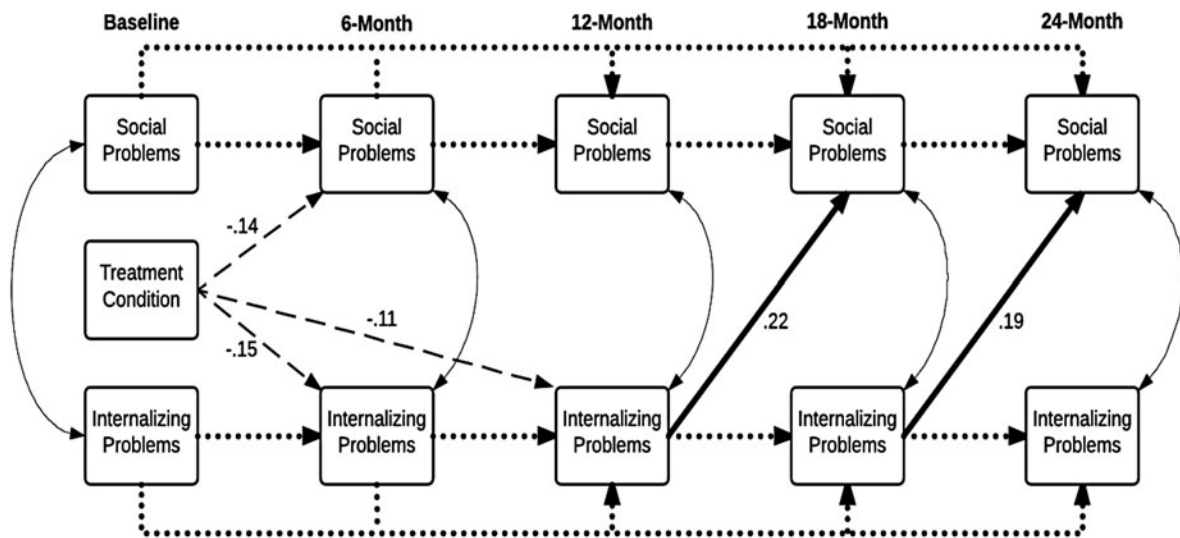 Baseline 6-Month 12-Month 18-Month 24-Month
Social Problems
Social Problems
Social Problems
Social Problems
Social Problems
-.14
Treatment Condition
-.11
-.15
.22
.19
Internalizing Problems
Internalizing Problems
Internalizing Problems
Internalizing Problems
Internalizing Problems